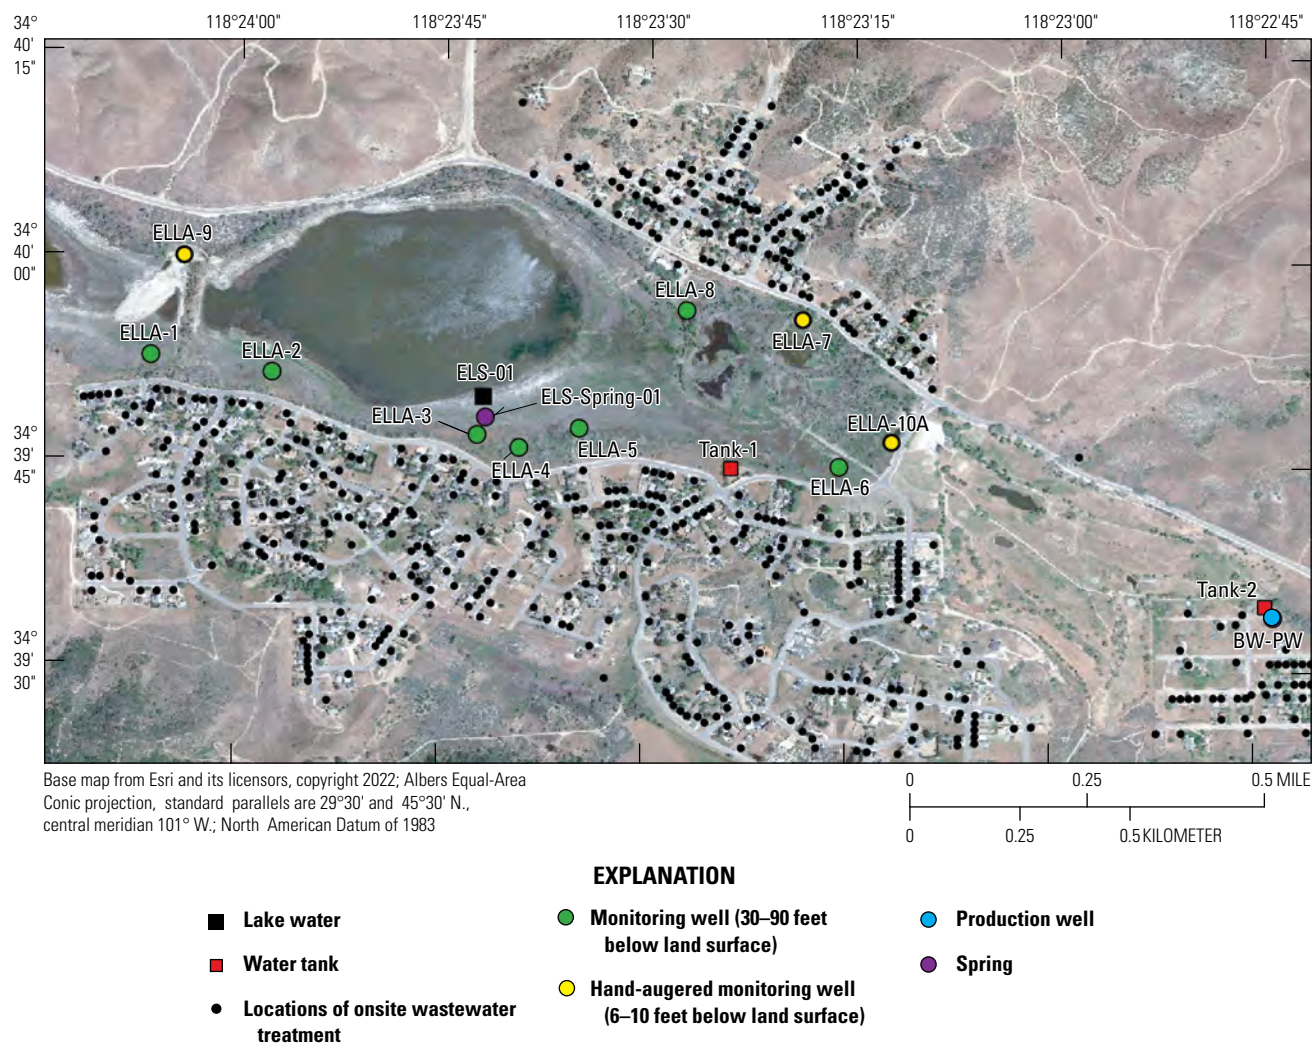 118°24'00" 118°23'45" 118°23'30" 118°23'15" 118°23'00" 118°22'45"
34°
40'
15"
34°
40'
00"
34°
39'
45"
34°
39'
30"
ELLA-9
ELLA-8
ELLA-1
ELLA-2
ELLA-7
ELS-01
ELS-Spring-01
ELLA-3
ELLA-10A
ELLA-4
ELLA-5
Tank-1
ELLA-6
Tank-2
BW-PW
Base map from Esri and its licensors, copyright 2022; Albers Equal-Area
Conic projection, standard parallels are 29°30' and 45°30' N.,
central meridian 101° W.; North American Datum of 1983
0 0.25 0.5 MILE
0 0.25 0.5 KILOMETER
EXPLANATION
Lake water
Water tank
Locations of onsite wastewater
treatment
Monitoring well (30–90 feet
below land surface)
Hand-augered monitoring well
(6–10 feet below land surface)
Production well
Spring